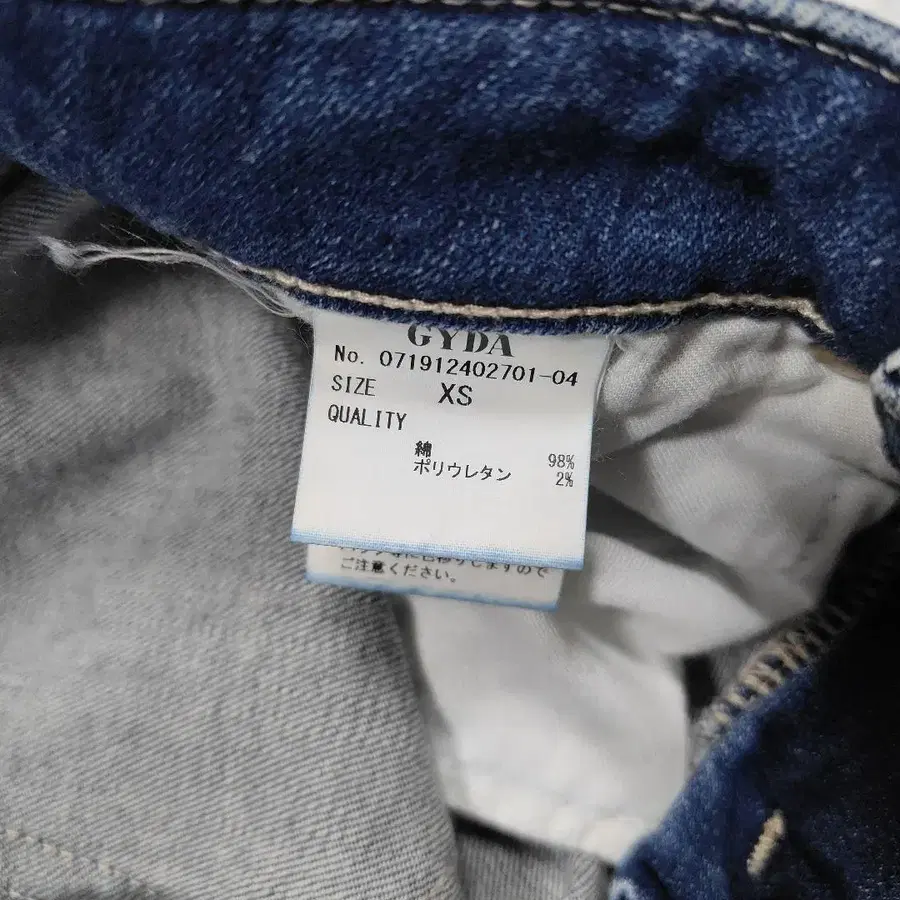 GYDA
No. 071912402701-04
SIZE XS
QUALITY
綿 98%
ポリウレタン 2%
ご注意ください。